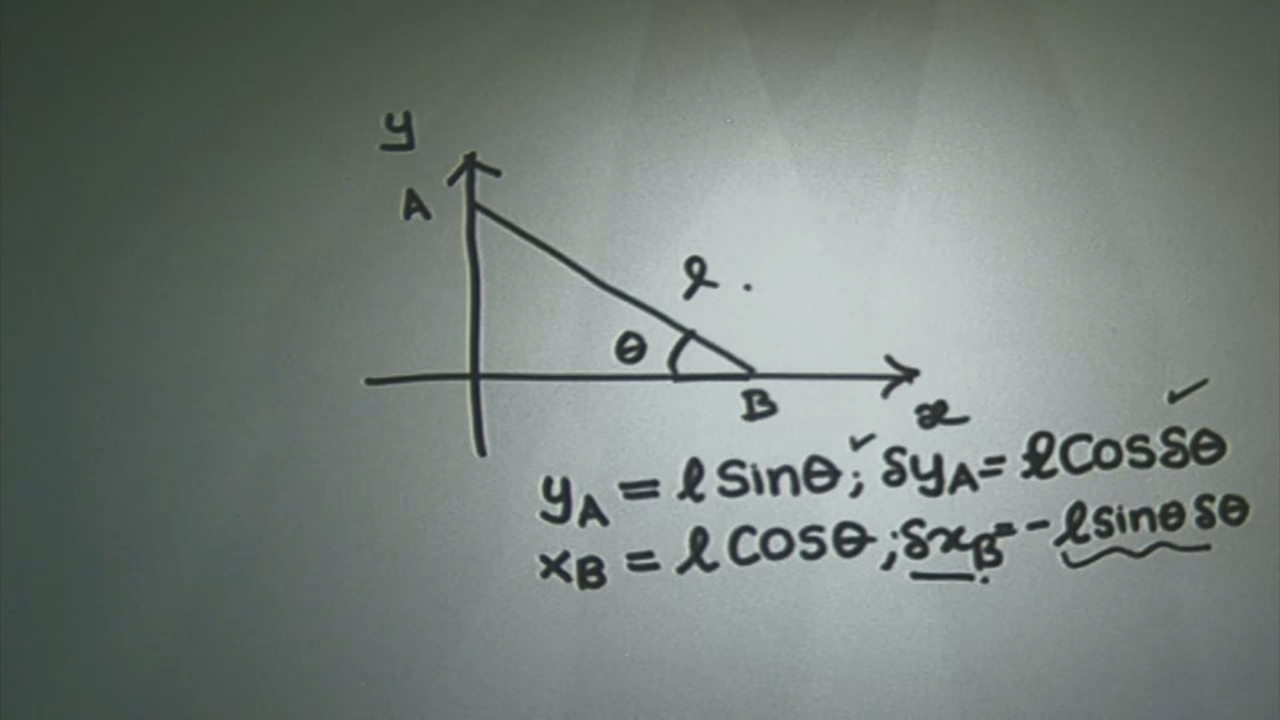 y
A
l.
θ
B
x
y_A = l Sinθ; δy_A = l Cosδθ
x_B = l Cosθ; δx_B = - l sinθ δθ